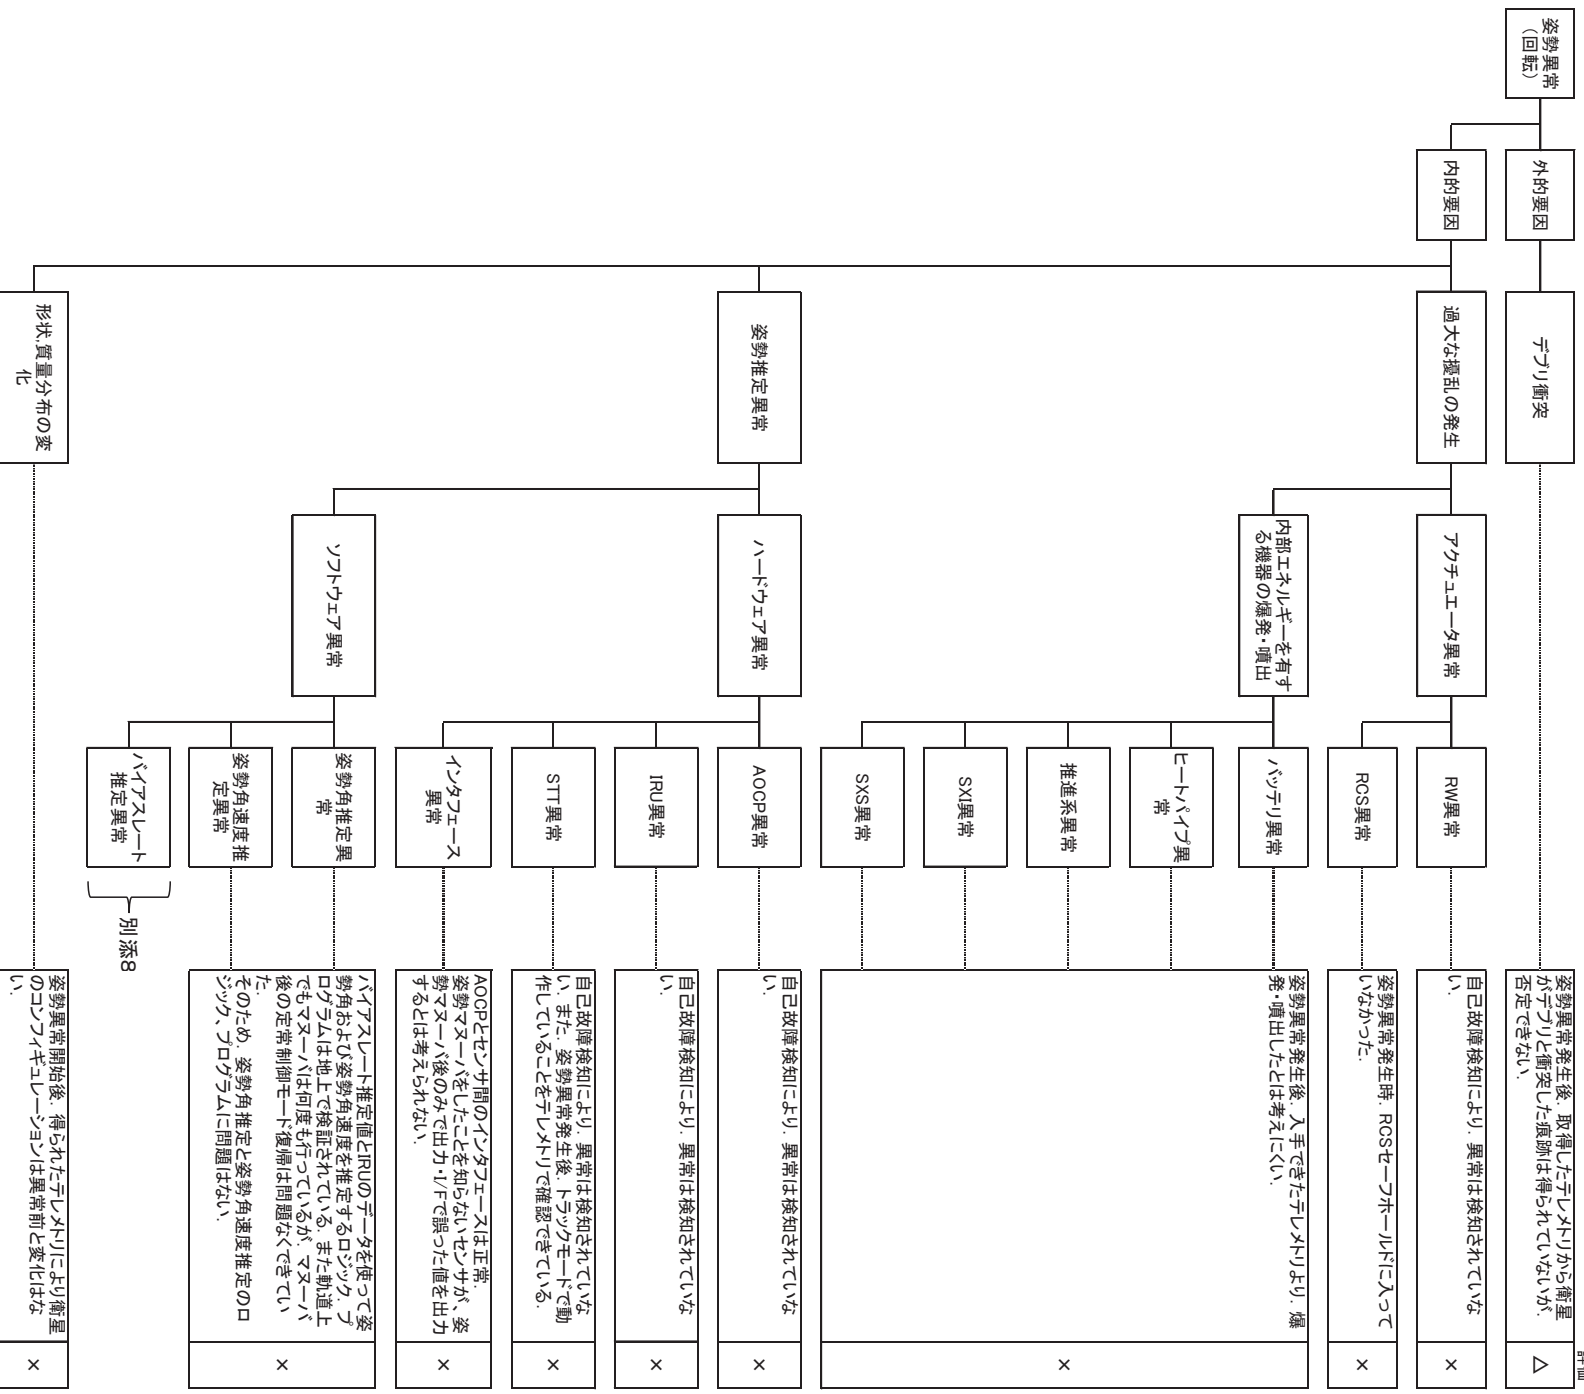 評価
姿勢異常
（回転）
外的要因
デブリ衝突
姿勢異常発生後，取得したテレメトリから衛星
がデブリと衝突した痕跡は得られていないが，
否定できない．
△
内的要因
過大な擾乱の発生
アクチュエータ異常
RW異常
自己故障検知により，異常は検知されていな
い．
×
RCS異常
姿勢異常発生時，RCSセーフホールドに入って
いなかった．
×
内部エネルギーを有す
る機器の爆発・噴出
バッテリ異常
ヒートパイプ異
常
推進系異常
SXI異常
SXS異常
姿勢異常発生後，入手できたテレメトリより，爆
発・噴出したとは考えにくい．
×
姿勢推定異常
ハードウェア異常
AOCP異常
自己故障検知により，異常は検知されていな
い．
×
IRU異常
自己故障検知により，異常は検知されていな
い．
×
STT異常
自己故障検知により，異常は検知されていな
い．また，姿勢異常発生後，トラックモードで動
作していることをテレメトリで確認できている．
×
インタフェース
異常
AOCPとセンサ間のインタフェースは正常．
姿勢マヌーバをしたことを知らないセンサが、姿
勢マヌーバ後のみで出力・I/Fで誤った値を出力
するとは考えられない．
×
ソフトウェア異常
姿勢角推定異
常
姿勢角速度推
定異常
バイアスレート推定値とIRUのデータを使って姿
勢角および姿勢角速度を推定するロジック，プ
ログラムは地上で検証されている．また軌道上
でもマヌーバは何度も行っているが，マヌーバ
後の定常制御モード復帰は問題なくできてい
た．
そのため，姿勢角推定と姿勢角速度推定のロ
ジック、プログラムに問題はない．
×
バイアスレート
推定異常
別添8
形状,質量分布の変
化
姿勢異常開始後，得られたテレメトリにより衛星
のコンフィギュレーションは異常前と変化はな
い．
×